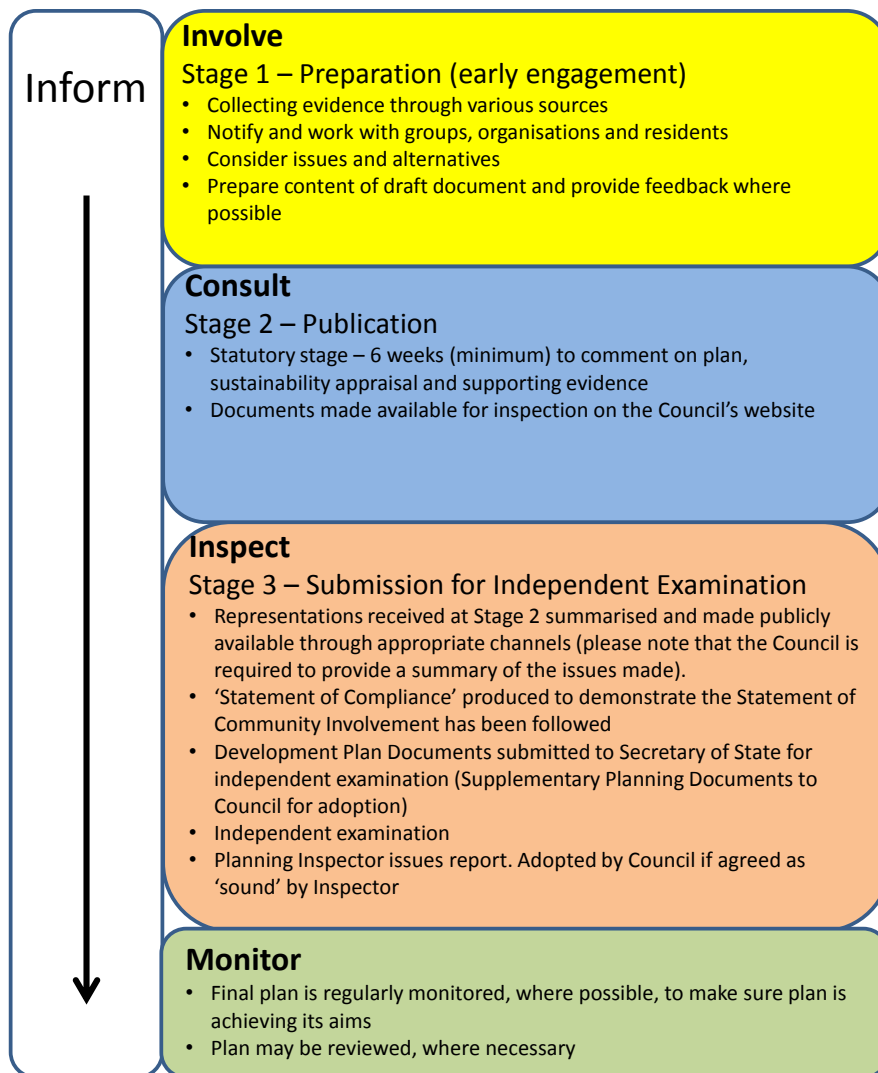 Inform
Involve
Stage 1 – Preparation (early engagement)
• Collecting evidence through various sources
• Notify and work with groups, organisations and residents
• Consider issues and alternatives
• Prepare content of draft document and provide feedback where
possible
Consult
Stage 2 – Publication
• Statutory stage – 6 weeks (minimum) to comment on plan,
sustainability appraisal and supporting evidence
• Documents made available for inspection on the Council’s website
Inspect
Stage 3 – Submission for Independent Examination
• Representations received at Stage 2 summarised and made publicly
available through appropriate channels (please note that the Council is
required to provide a summary of the issues made).
• ‘Statement of Compliance’ produced to demonstrate the Statement of
Community Involvement has been followed
• Development Plan Documents submitted to Secretary of State for
independent examination (Supplementary Planning Documents to
Council for adoption)
• Independent examination
• Planning Inspector issues report. Adopted by Council if agreed as
‘sound’ by Inspector
Monitor
• Final plan is regularly monitored, where possible, to make sure plan is
achieving its aims
• Plan may be reviewed, where necessary